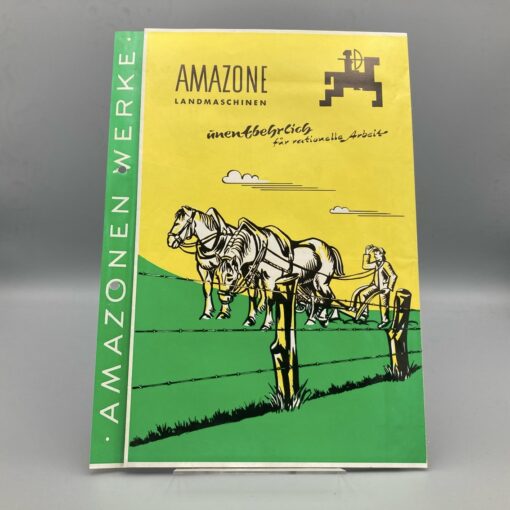 AMAZONE
LANDMASCHINEN
unentbehrlich
für rationelle Arbeit
· AMAZONEN WERKE ·